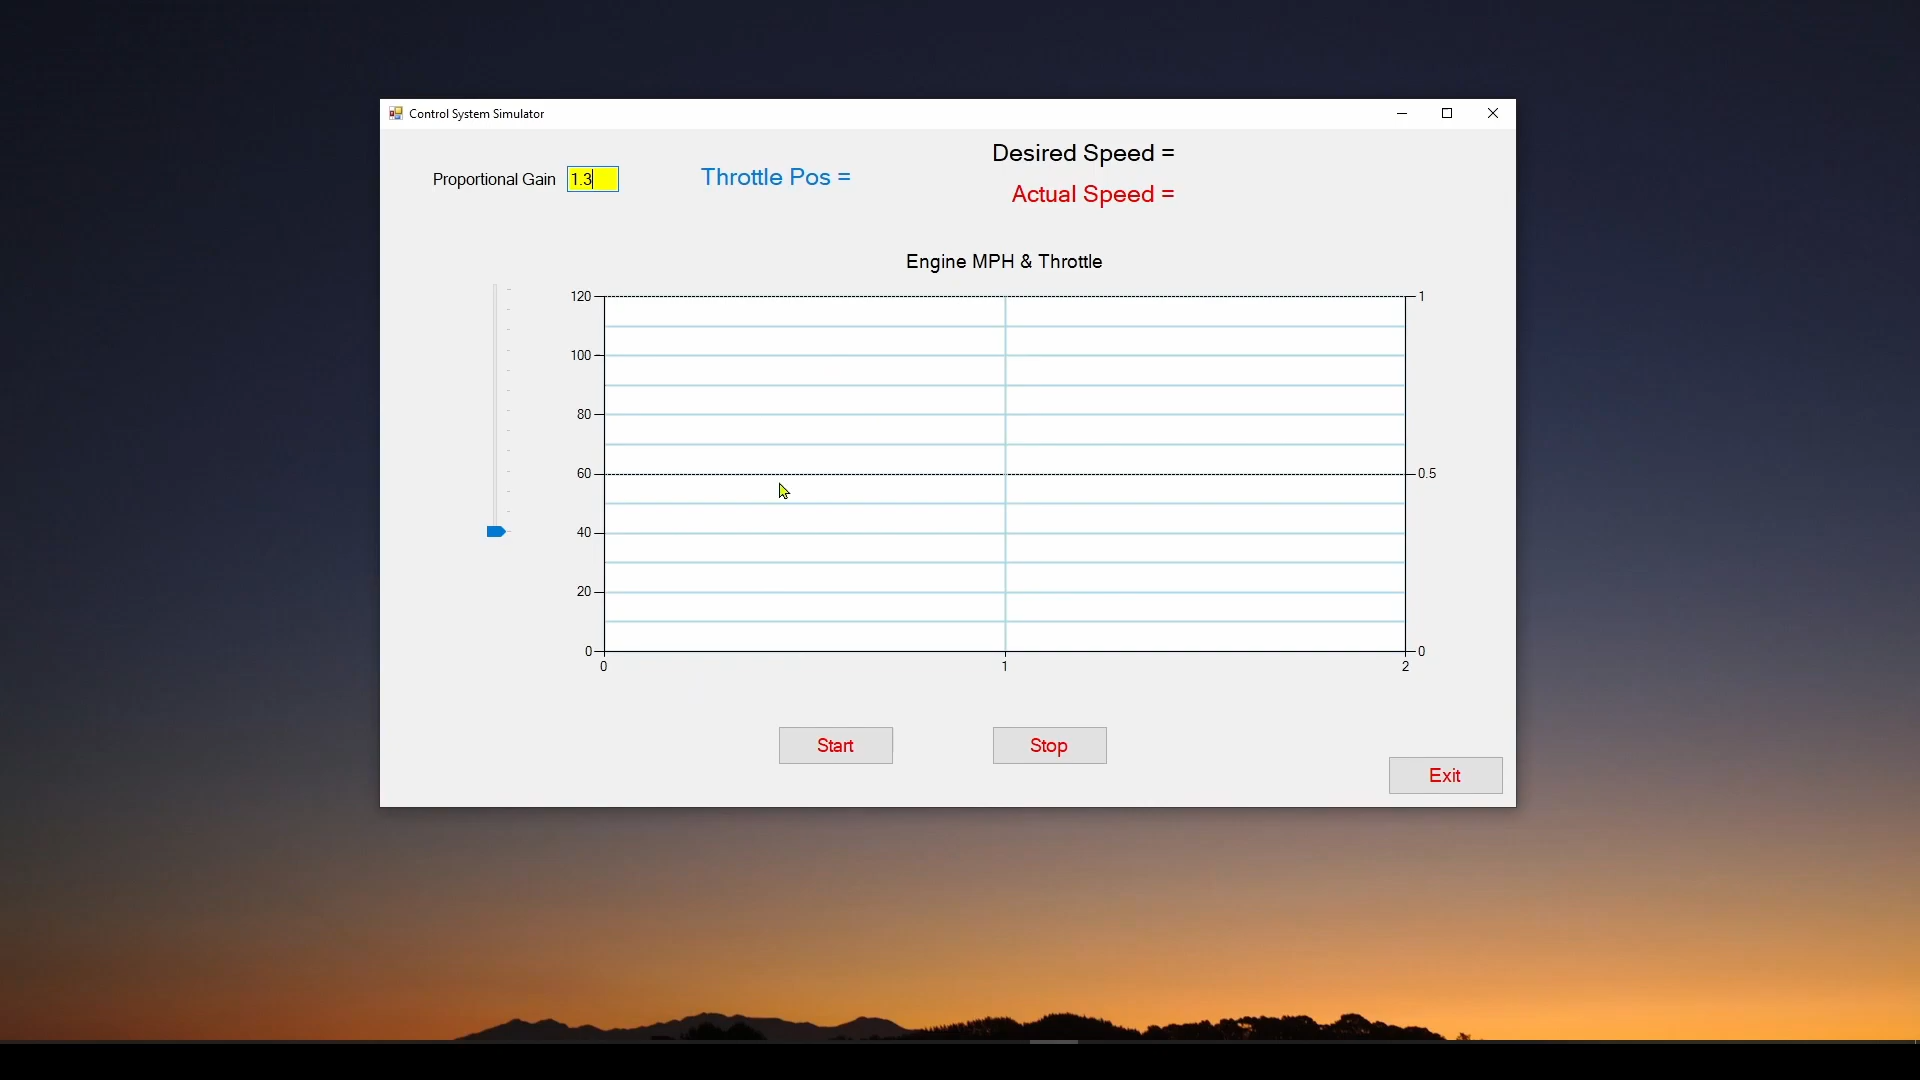 Control System Simulator
Desired Speed =
Proportional Gain 1.3
Throttle Pos =
Actual Speed =
Engine MPH & Throttle
120
100
80
60
40
20
0
1
0.5
0
0
1
2
Start
Stop
Exit